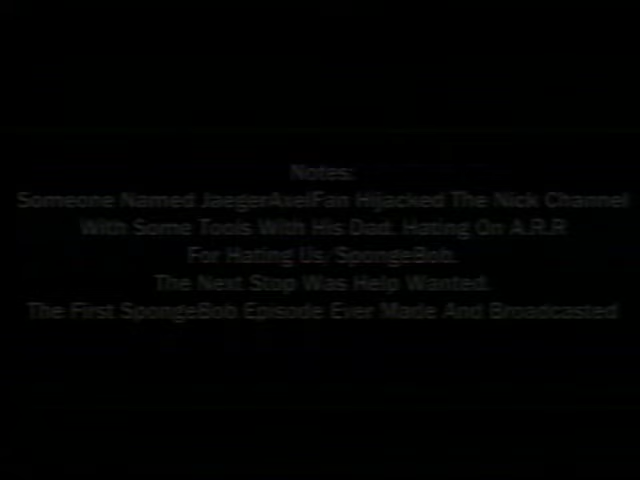 Notes:
Someone Named JaegerAxelFan Hijacked The Nick Channel
With Some Tools With His Dad. Hating On A.R.R
For Hating Us/SpongeBob.
The Next Stop Was Help Wanted.
The First SpongeBob Episode Ever Made And Broadcasted